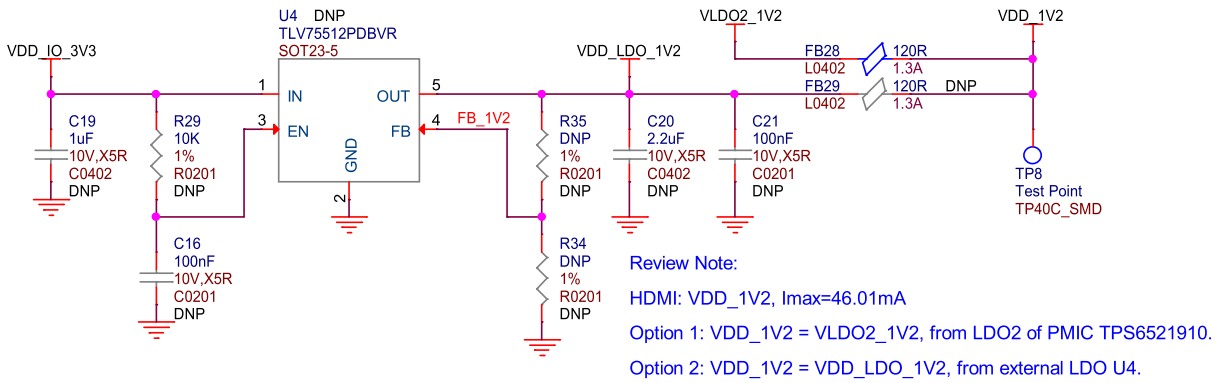 U4 DNP
TLV75512PDBVR
SOT23-5
VDD_IO_3V3
VDD_LDO_1V2
VLDO2_1V2
VDD_1V2
FB28
L0402
120R
1.3A
FB29
L0402
120R
1.3A
DNP
1
IN
OUT
5
3
EN
FB
4
FB_1V2
GND
2
C19
1uF
10V,X5R
C0402
DNP
R29
10K
1%
R0201
DNP
R35
DNP
1%
R0201
C20
2.2uF
10V,X5R
C0402
DNP
C21
100nF
10V,X5R
C0201
DNP
TP8
Test Point
TP40C_SMD
C16
100nF
10V,X5R
C0201
DNP
R34
DNP
1%
R0201
DNP
Review Note:
HDMI: VDD_1V2, Imax=46.01mA
Option 1: VDD_1V2 = VLDO2_1V2, from LDO2 of PMIC TPS6521910.
Option 2: VDD_1V2 = VDD_LDO_1V2, from external LDO U4.